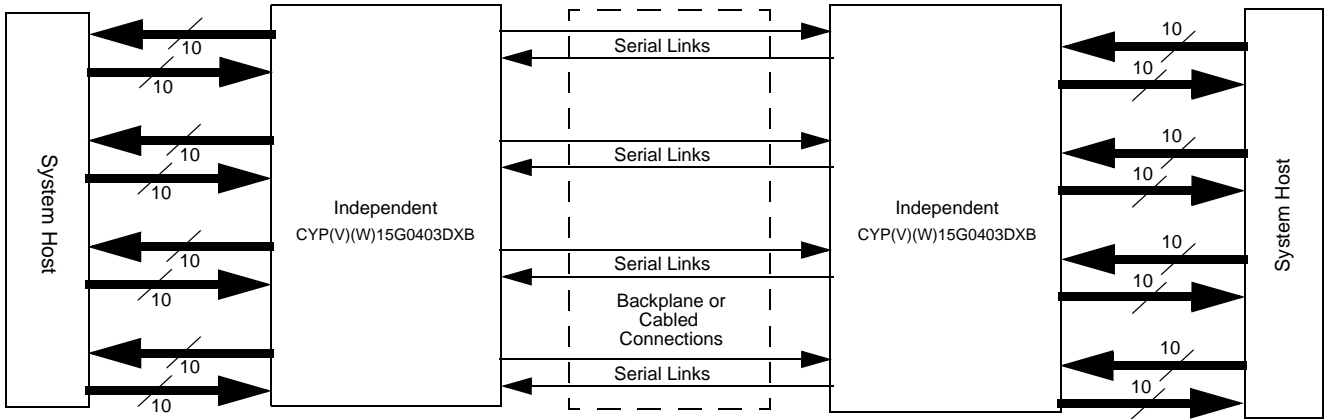 10
10
10
10
10
10
10
10
System Host
Independent
CYP(V)(W)15G0403DXB
Serial Links
Serial Links
Serial Links
Backplane or
Cabled
Connections
Serial Links
Independent
CYP(V)(W)15G0403DXB
10
10
10
10
10
10
10
10
System Host